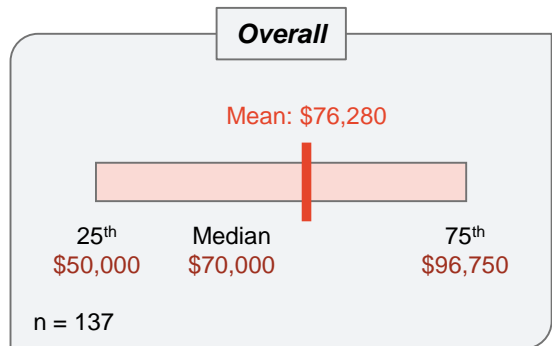 Overall
Mean: $76,280
25th Median 75th
$50,000 $70,000 $96,750
n = 137